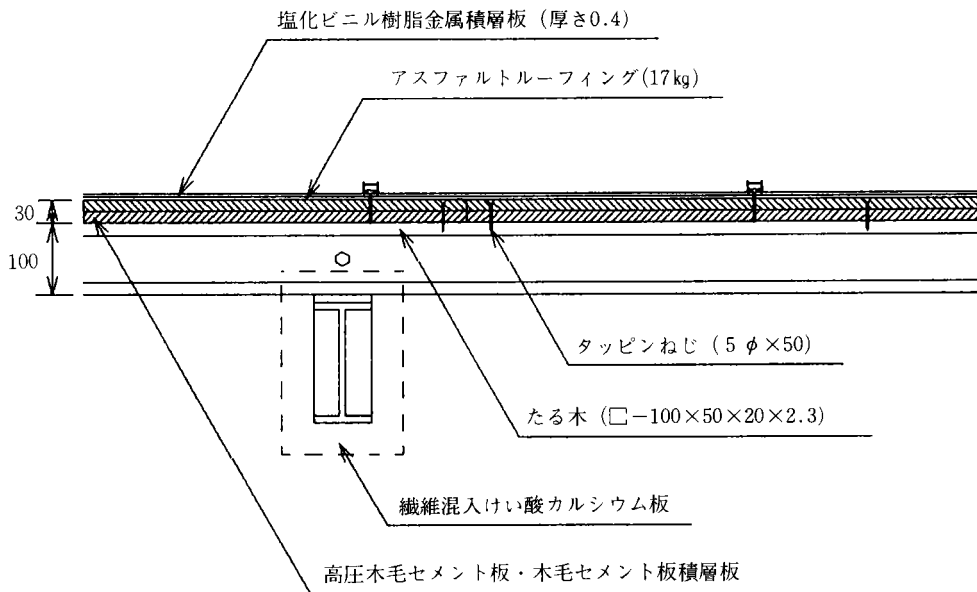 塩化ビニル樹脂金属積層板 (厚さ0.4)
アスファルトルーフィング(17kg)
30
100
タッピンねじ (5φ×50)
たる木 (□−100×50×20×2.3)
繊維混入けい酸カルシウム板
高圧木毛セメント板・木毛セメント板積層板